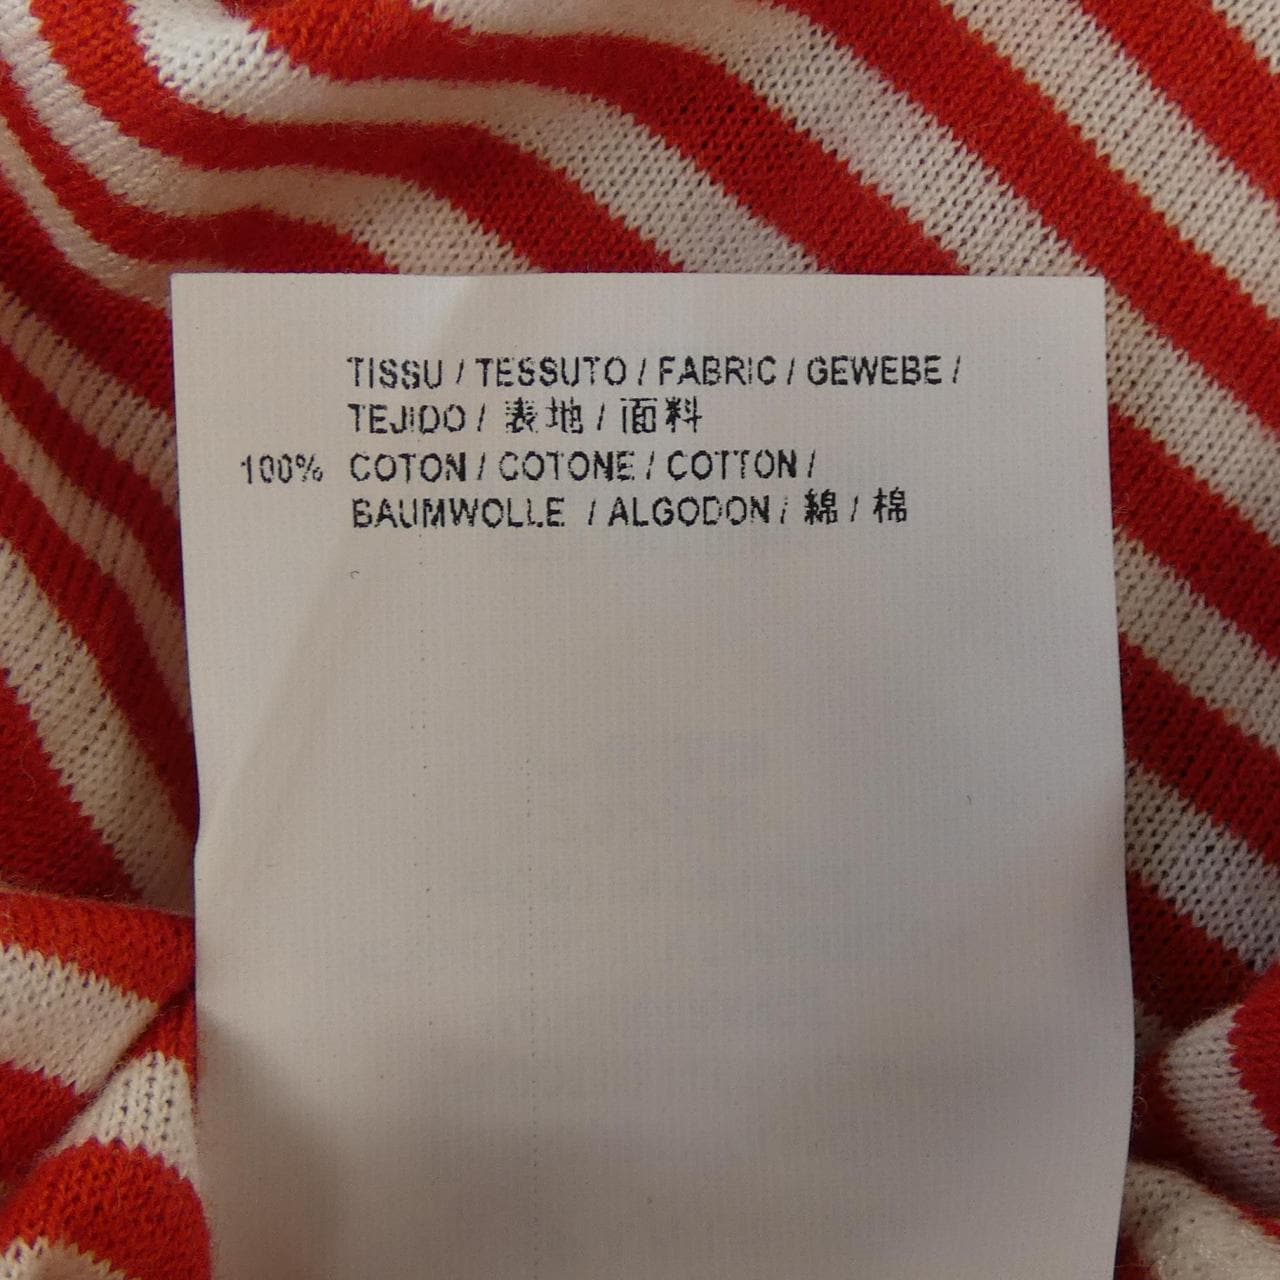 TISSU / TESSUTO / FABRIC / GEWEBE /
TEJIDO / 表地 / 面料
100% COTON / COTONE / COTTON /
BAUMWOLLE / ALGODON / 綿 / 棉